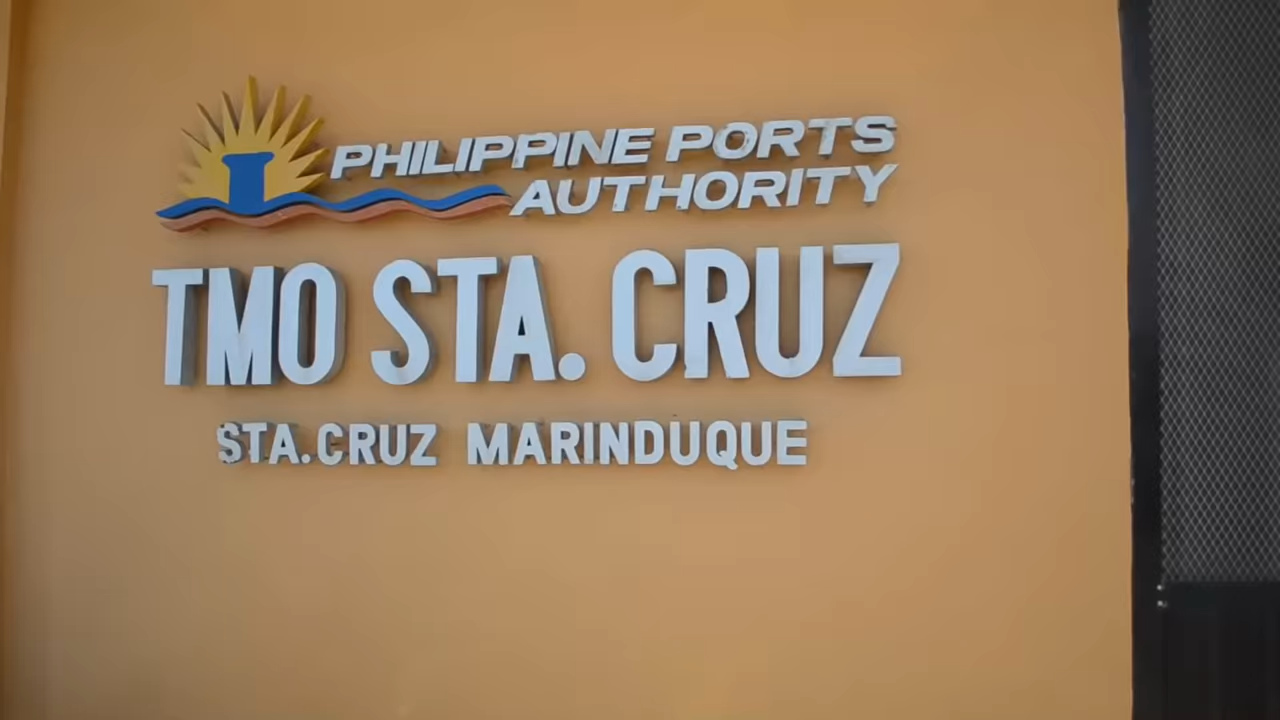 PHILIPPINE PORTS
AUTHORITY
TMO STA. CRUZ
STA.CRUZ MARINDUQUE